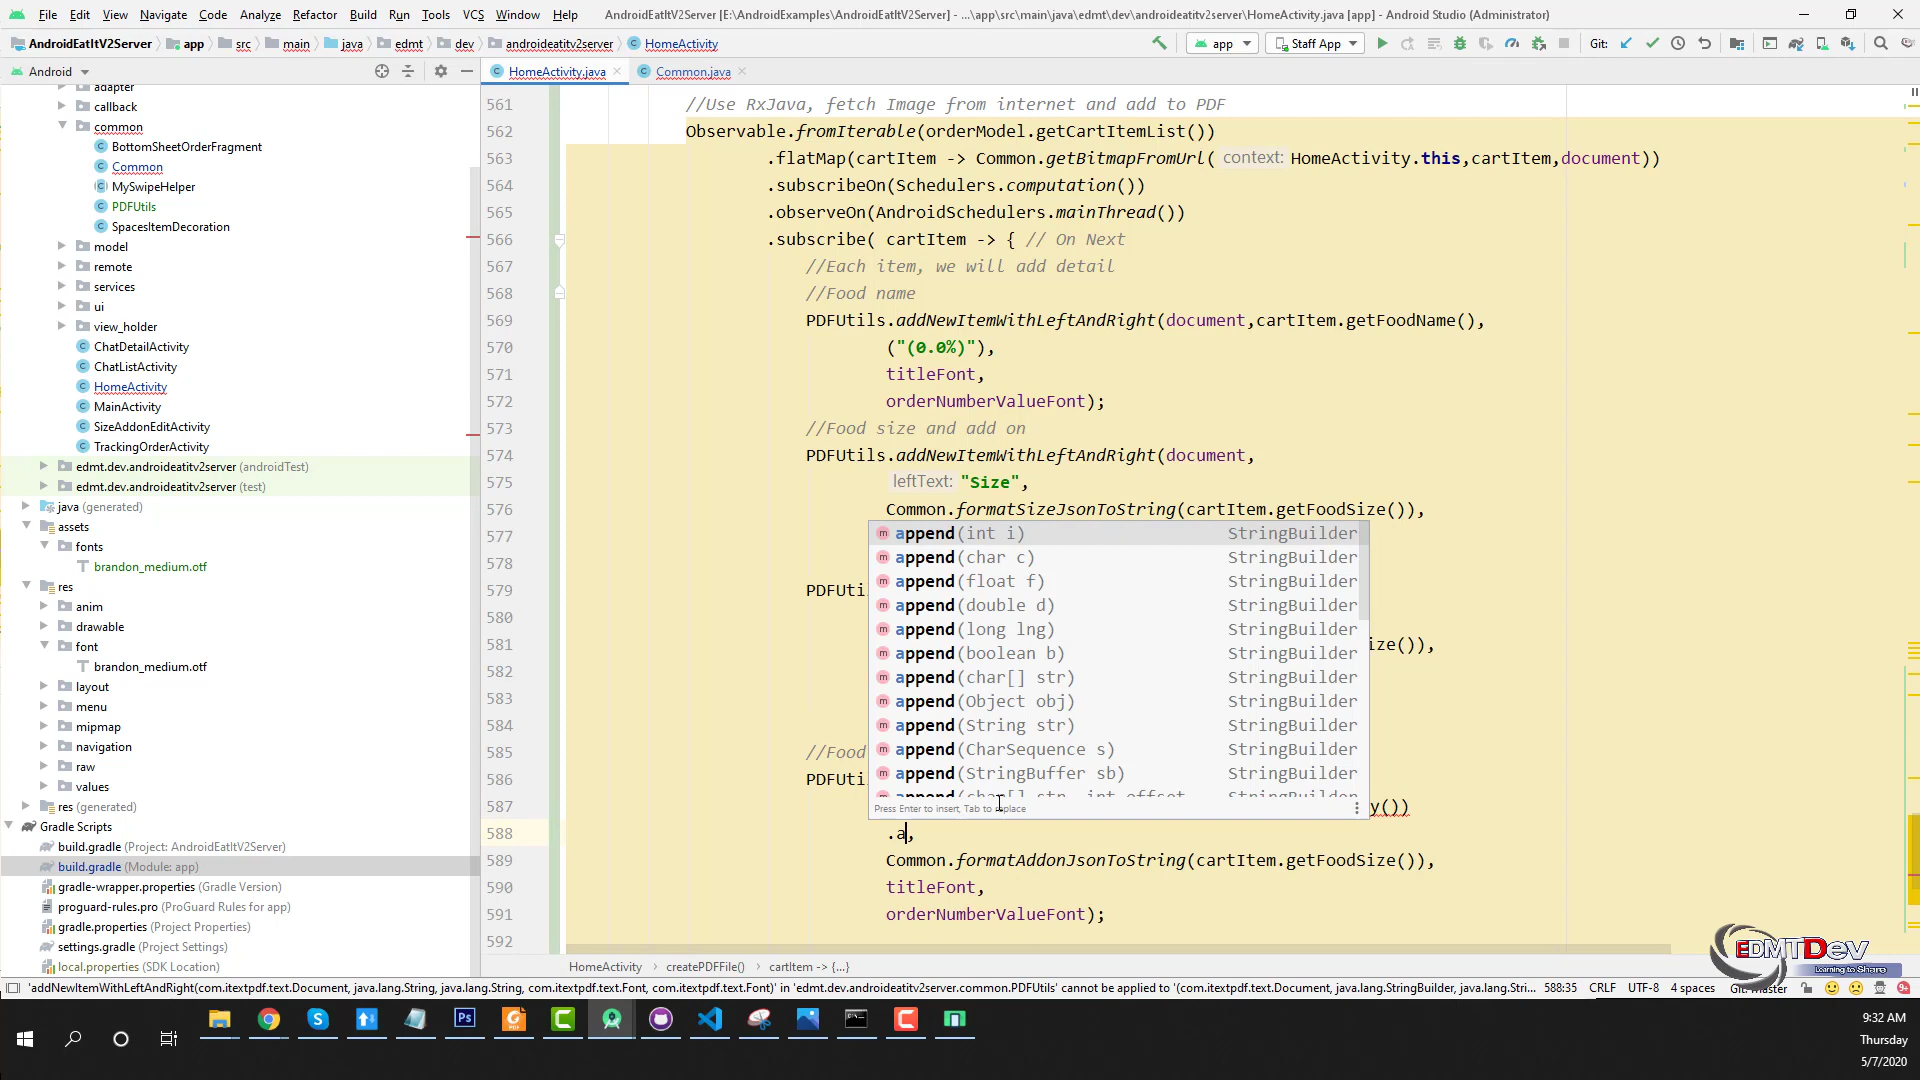 File Edit View Navigate Code Analyze Refactor Build Run Tools VCS Window Help AndroidEatItV2Server [E:\AndroidExamples\AndroidEatItV2Server] - ...\app\src\main\java\edmt\dev\androideatitv2server\HomeActivity.java [app] - Android Studio (Administrator)
AndroidEatItV2Server app src main java edmt dev androideatitv2server HomeActivity app Staff App Git:
Android HomeActivity.java Common.java
adapter
callback
common
BottomSheetOrderFragment
Common
MySwipeHelper
PDFUtils
SpacesItemDecoration
model
remote
services
ui
view_holder
ChatDetailActivity
ChatListActivity
HomeActivity
MainActivity
SizeAddonEditActivity
TrackingOrderActivity
edmt.dev.androideatitv2server (androidTest)
edmt.dev.androideatitv2server (test)
java (generated)
assets
fonts
brandon_medium.otf
res
anim
drawable
font
brandon_medium.otf
layout
menu
mipmap
navigation
raw
values
res (generated)
Gradle Scripts
build.gradle (Project: AndroidEatItV2Server)
build.gradle (Module: app)
gradle-wrapper.properties (Gradle Version)
proguard-rules.pro (ProGuard Rules for app)
gradle.properties (Project Properties)
settings.gradle (Project Settings)
local.properties (SDK Location)
561 //Use RxJava, fetch Image from internet and add to PDF
562 Observable.fromIterable(orderModel.getCartItemList())
563 .flatMap(cartItem -> Common.getBitmapFromUrl( context: HomeActivity.this,cartItem,document))
564 .subscribeOn(Schedulers.computation())
565 .observeOn(AndroidSchedulers.mainThread())
566 .subscribe( cartItem -> { // On Next
567 //Each item, we will add detail
568 //Food name
569 PDFUtils.addNewItemWithLeftAndRight(document,cartItem.getFoodName(),
570 ("(0.0%)"),
571 titleFont,
572 orderNumberValueFont);
573 //Food size and add on
574 PDFUtils.addNewItemWithLeftAndRight(document,
575 leftText: "Size",
576 Common.formatSizeJsonToString(cartItem.getFoodSize()),
577
578
579 PDFUti
580
581 ize()),
582
583
584
585 //Food
586 PDFUti
587 y())
588 .a,
589 Common.formatAddonJsonToString(cartItem.getFoodSize()),
590 titleFont,
591 orderNumberValueFont);
592
append(int i) StringBuilder
append(char c) StringBuilder
append(float f) StringBuilder
append(double d) StringBuilder
append(long lng) StringBuilder
append(boolean b) StringBuilder
append(char[] str) StringBuilder
append(Object obj) StringBuilder
append(String str) StringBuilder
append(CharSequence s) StringBuilder
append(StringBuffer sb) StringBuilder
append(char[] str, int offset StringBuilder
Press Enter to insert, Tab to replace
HomeActivity createPDFFile() cartItem -> {...}
EDMTDev
Learning to Share
'addNewItemWithLeftAndRight(com.itextpdf.text.Document, java.lang.String, java.lang.String, com.itextpdf.text.Font, com.itextpdf.text.Font)' in 'edmt.dev.androideatitv2server.common.PDFUtils' cannot be applied to '(com.itextpdf.text.Document, java.lang.StringBuilder, java.lang.Stri... 588:35 CRLF UTF-8 4 spaces Git: master
9:32 AM
Thursday
5/7/2020